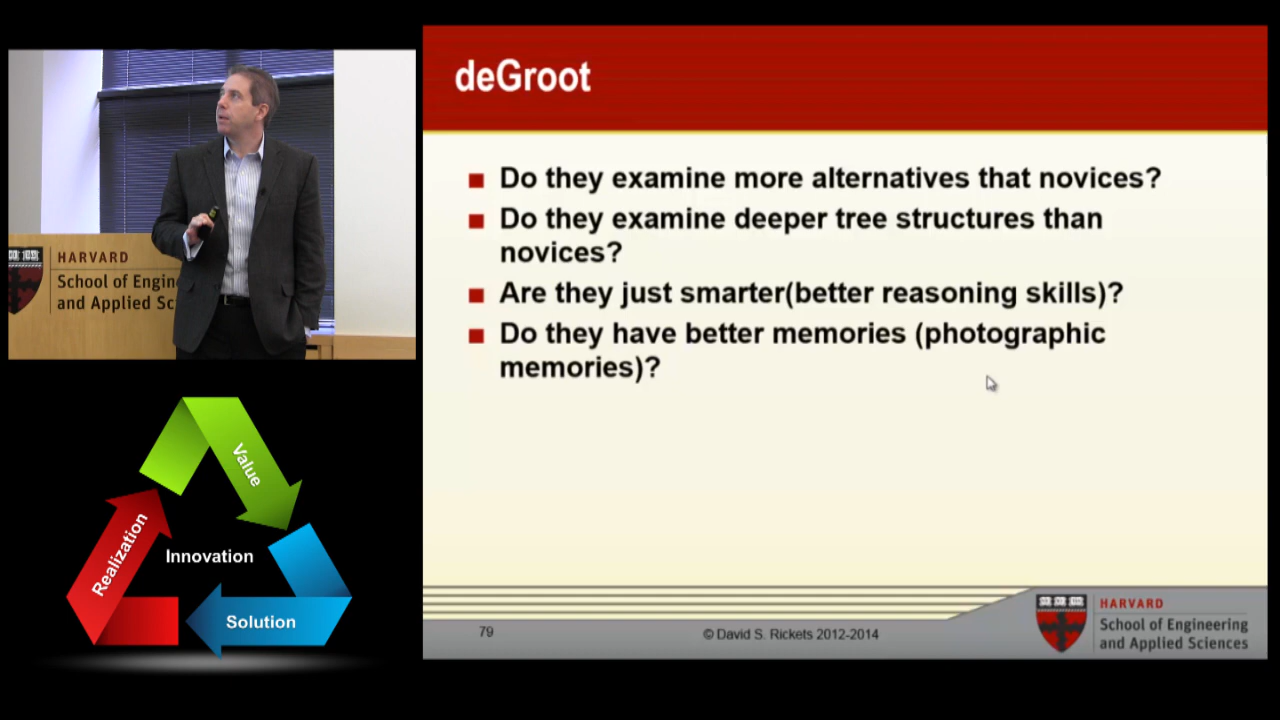 deGroot
Do they examine more alternatives that novices?
Do they examine deeper tree structures than
novices?
Are they just smarter(better reasoning skills)?
Do they have better memories (photographic
memories)?
79
© David S. Rickets 2012-2014
HARVARD
School of Engineering
and Applied Sciences
HARVARD
School of Engin
and Applied Sc
Value
Realization
Innovation
Solution